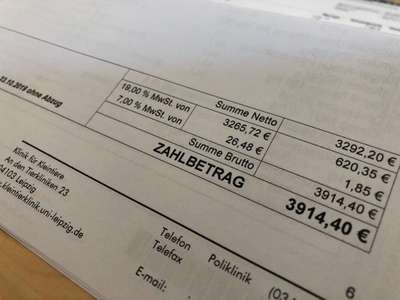 Summe Netto 3292,20 €
19,00 % MwSt. von 3265,72 € 620,35 €
7,00 % MwSt. von 26,48 € 1,85 €
Summe Brutto 3914,40 €
ZAHLBETRAG 3914,40 €
.10.2019 ohne Abzug
Klinik für Kleintiere
An den Tierkliniken 23
04103 Leipzig
kleintierklinik.uni-leipzig.de
Poliklinik
Telefon
Telefax
E-mail:
6